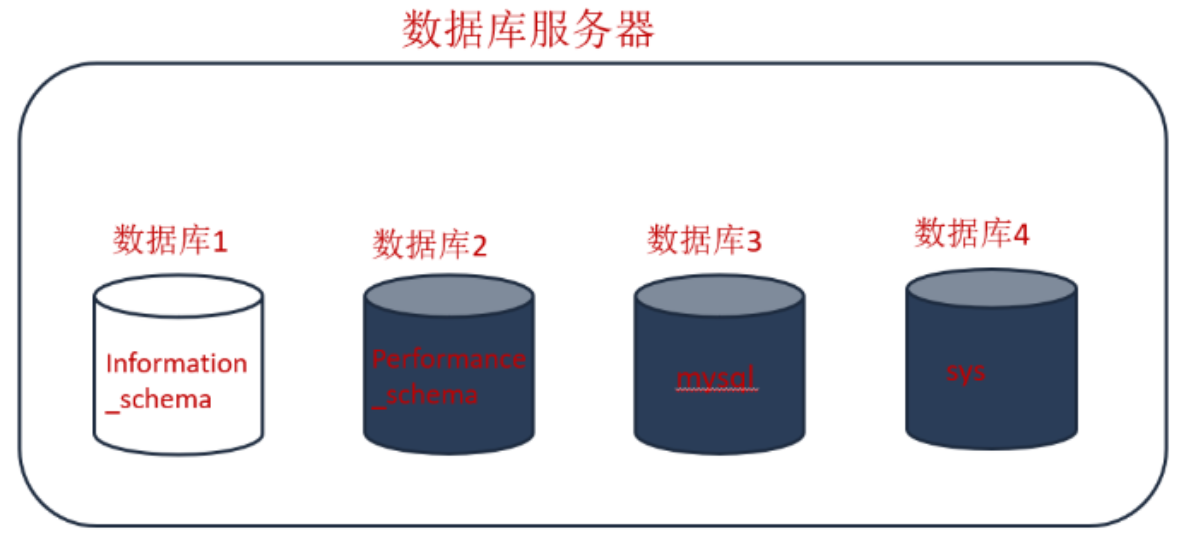 数据库服务器
数据库1
数据库2
数据库3
数据库4
Information
_schema
Performance
_schema
mysql
sys